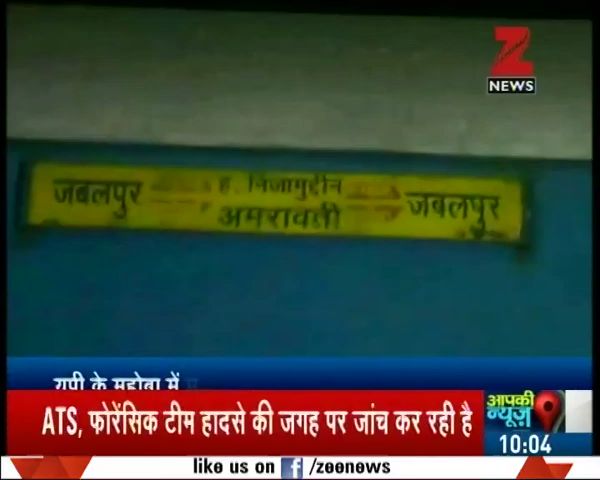 Z
NEWS
जबलपुर ह. निजामुद्दीन जबलपुर
अमरावती
यूपी के महोबा में
ATS, फोरेंसिक टीम हादसे की जगह पर जांच कर रही है
आपकी
न्यूज़
10:04
like us on f /zeenews